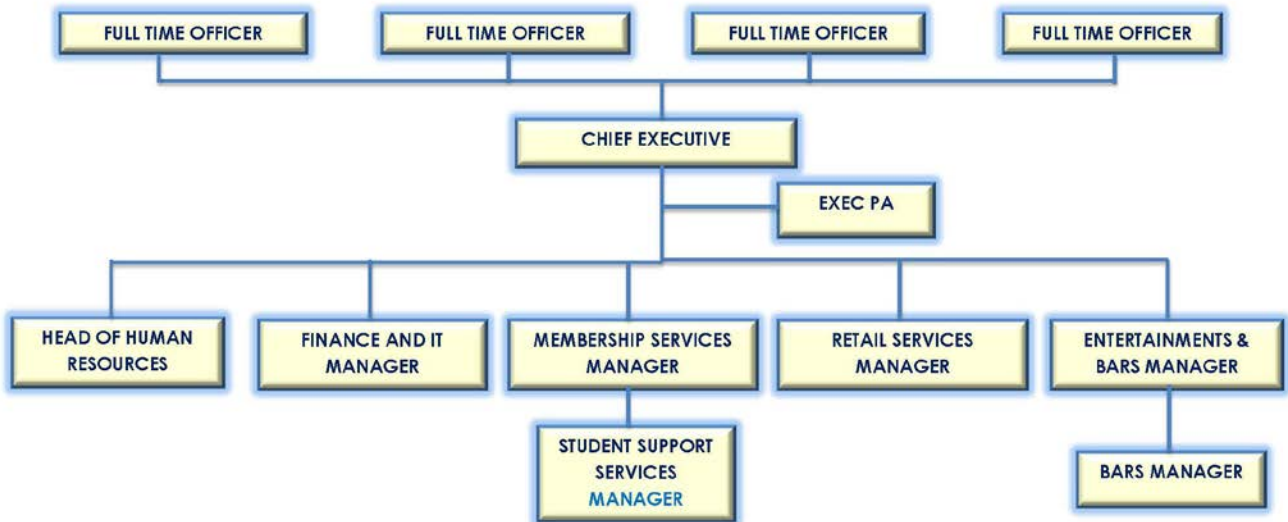 FULL TIME OFFICER
FULL TIME OFFICER
FULL TIME OFFICER
FULL TIME OFFICER
CHIEF EXECUTIVE
EXEC PA
HEAD OF HUMAN
RESOURCES
FINANCE AND IT
MANAGER
MEMBERSHIP SERVICES
MANAGER
RETAIL SERVICES
MANAGER
ENTERTAINMENTS &
BARS MANAGER
STUDENT SUPPORT
SERVICES
MANAGER
BARS MANAGER